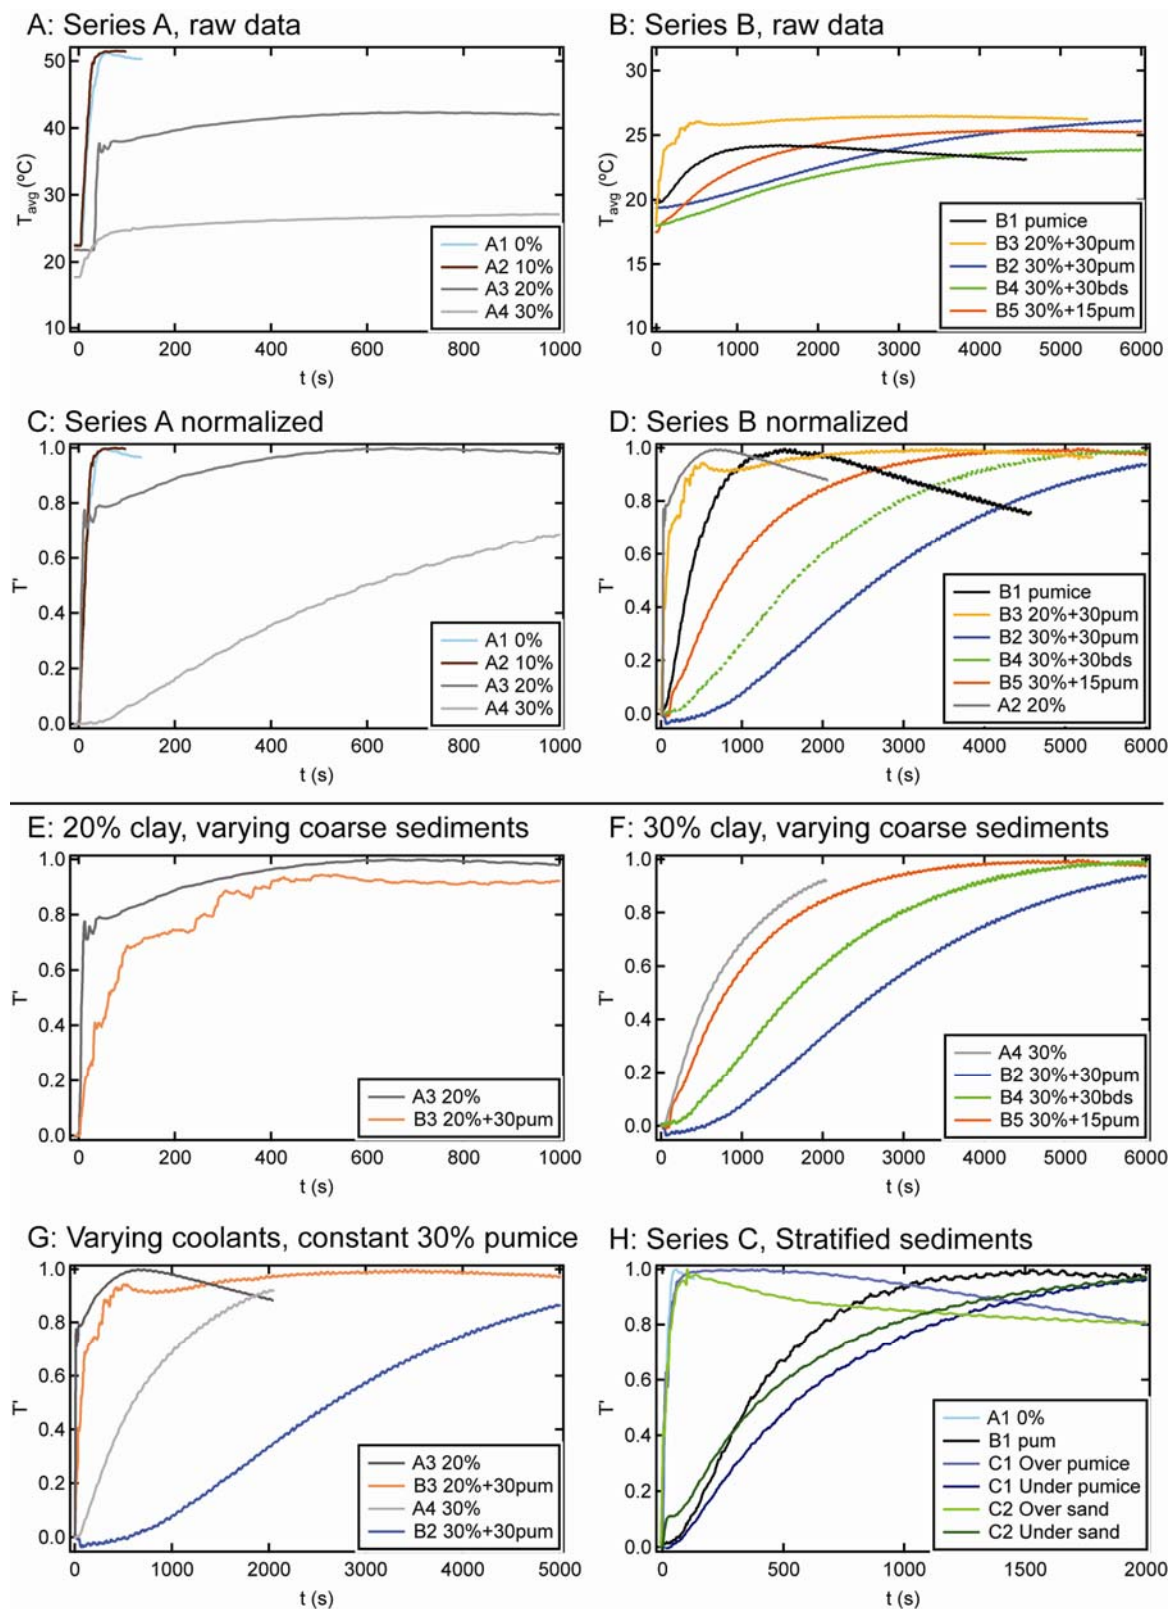 A: Series A, raw data
50
40
30
20
10
Tavg (ºC)
A1 0%
A2 10%
A3 20%
A4 30%
0 200 400 600 800 1000
t (s)
B: Series B, raw data
30
25
20
15
10
Tavg (ºC)
B1 pumice
B3 20%+30pum
B2 30%+30pum
B4 30%+30bds
B5 30%+15pum
0 1000 2000 3000 4000 5000 6000
t (s)
C: Series A normalized
1.0
0.8
0.6
0.4
0.2
0.0
T'
A1 0%
A2 10%
A3 20%
A4 30%
0 200 400 600 800 1000
t (s)
D: Series B normalized
1.0
0.8
0.6
0.4
0.2
0.0
T'
B1 pumice
B3 20%+30pum
B2 30%+30pum
B4 30%+30bds
B5 30%+15pum
A2 20%
0 1000 2000 3000 4000 5000 6000
t (s)
E: 20% clay, varying coarse sediments
1.0
0.8
0.6
0.4
0.2
0.0
T'
A3 20%
B3 20%+30pum
0 200 400 600 800 1000
t (s)
F: 30% clay, varying coarse sediments
1.0
0.8
0.6
0.4
0.2
0.0
T'
A4 30%
B2 30%+30pum
B4 30%+30bds
B5 30%+15pum
0 1000 2000 3000 4000 5000 6000
t (s)
G: Varying coolants, constant 30% pumice
1.0
0.8
0.6
0.4
0.2
0.0
T'
A3 20%
B3 20%+30pum
A4 30%
B2 30%+30pum
0 1000 2000 3000 4000 5000
t (s)
H: Series C, Stratified sediments
1.0
0.8
0.6
0.4
0.2
0.0
T'
A1 0%
B1 pum
C1 Over pumice
C1 Under pumice
C2 Over sand
C2 Under sand
0 500 1000 1500 2000
t (s)